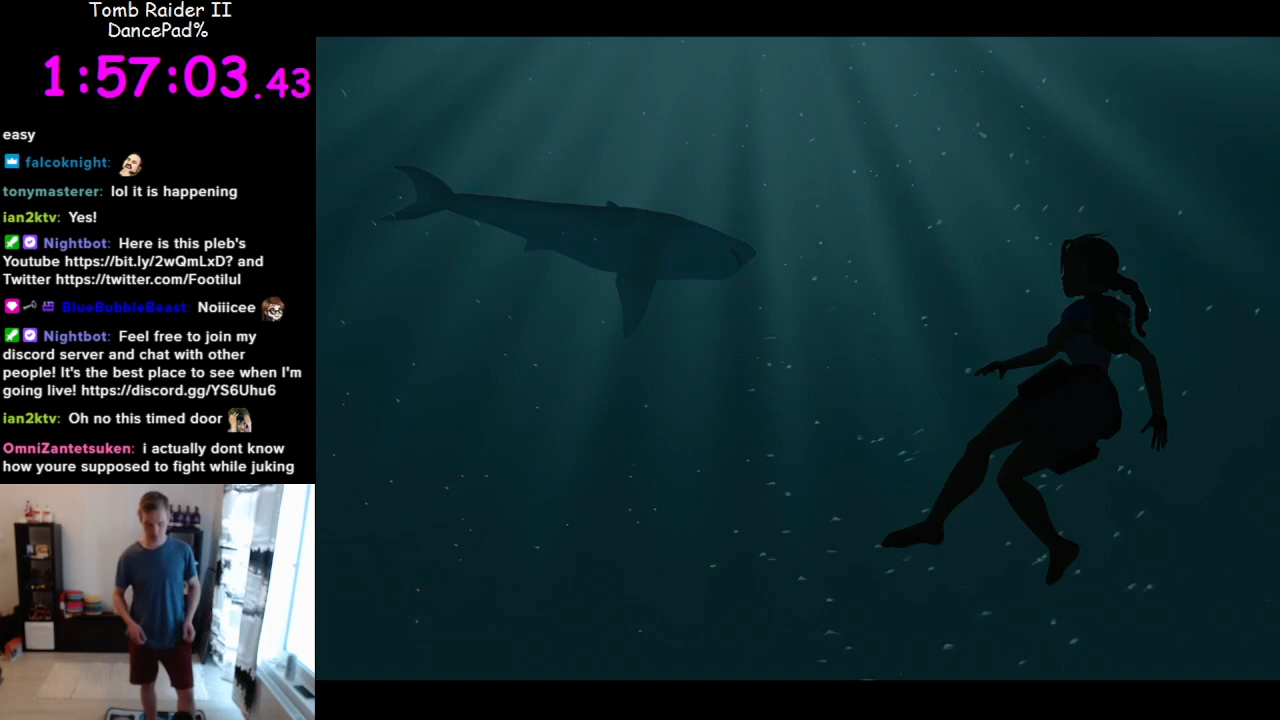 Tomb Raider II
DancePad%
1:57:03.43
easy
falcoknight:
tonymasterer: lol it is happening
ian2ktv: Yes!
Nightbot: Here is this pleb's
Youtube https://bit.ly/2wQmLxD? and
Twitter https://twitter.com/Footilul
BlueBubbleBeast: Noiiicee
Nightbot: Feel free to join my
discord server and chat with other
people! It's the best place to see when I'm
going live! https://discord.gg/YS6Uhu6
ian2ktv: Oh no this timed door
OmniZantetsuken: i actually dont know
how youre supposed to fight while juking